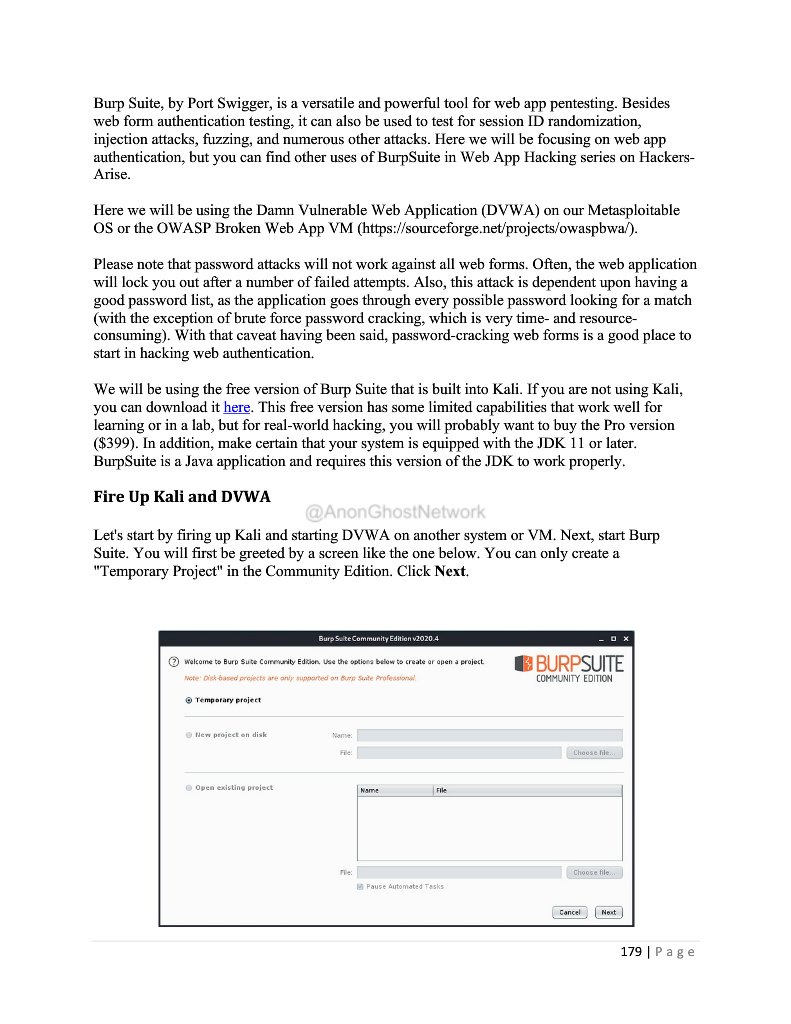 Burp Suite, by Port Swigger, is a versatile and powerful tool for web app pentesting. Besides
web form authentication testing, it can also be used to test for session ID randomization,
injection attacks, fuzzing, and numerous other attacks. Here we will be focusing on web app
authentication, but you can find other uses of BurpSuite in Web App Hacking series on Hackers-
Arise.
Here we will be using the Damn Vulnerable Web Application (DVWA) on our Metasploitable
OS or the OWASP Broken Web App VM (https://sourceforge.net/projects/owaspbwa/).
Please note that password attacks will not work against all web forms. Often, the web application
will lock you out after a number of failed attempts. Also, this attack is dependent upon having a
good password list, as the application goes through every possible password looking for a match
(with the exception of brute force password cracking, which is very time- and resource-
consuming). With that caveat having been said, password-cracking web forms is a good place to
start in hacking web authentication.
We will be using the free version of Burp Suite that is built into Kali. If you are not using Kali,
you can download it here. This free version has some limited capabilities that work well for
learning or in a lab, but for real-world hacking, you will probably want to buy the Pro version
($399). In addition, make certain that your system is equipped with the JDK 11 or later.
BurpSuite is a Java application and requires this version of the JDK to work properly.
Fire Up Kali and DVWA
@AnonGhostNetwork
Let's start by firing up Kali and starting DVWA on another system or VM. Next, start Burp
Suite. You will first be greeted by a screen like the one below. You can only create a
"Temporary Project" in the Community Edition. Click Next.
Burp Suite Community Edition v2020.4
Welcome to Burp Suite Community Edition. Use the options below to create or open a project.
BURPSUITE
COMMUNITY EDITION
Note: Disk-based projects are only supported on Burp Suite Professional.
Temporary project
New project on disk
Name:
File:
Choose file...
Open existing project
Name
File
File:
Choose file...
Pause Automated Tasks
Cancel
Next
179 | Page